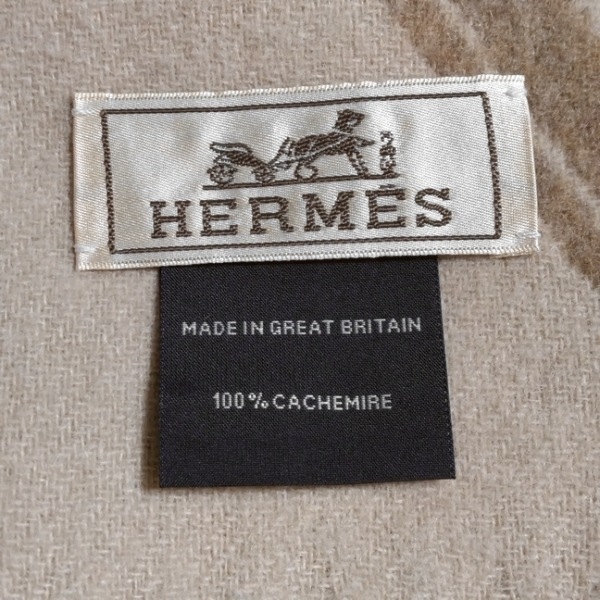 HERMÈS
MADE IN GREAT BRITAIN
100% CACHEMIRE